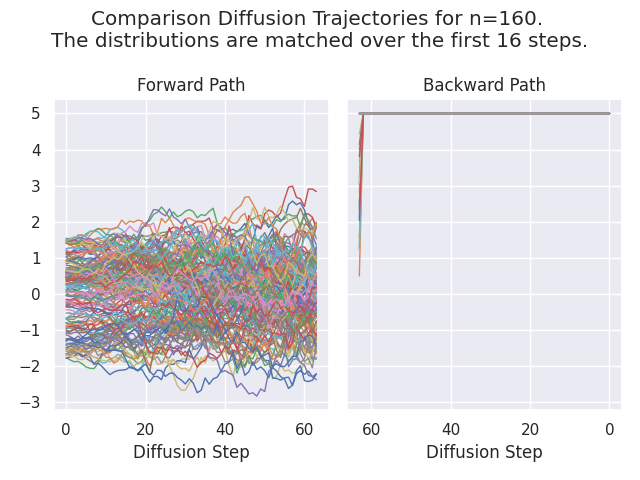 Comparison Diffusion Trajectories for n=160.
The distributions are matched over the first 16 steps.
Forward Path
Backward Path
5
4
3
2
1
0
−1
−2
−3
0 20 40 60
60 40 20 0
Diffusion Step
Diffusion Step